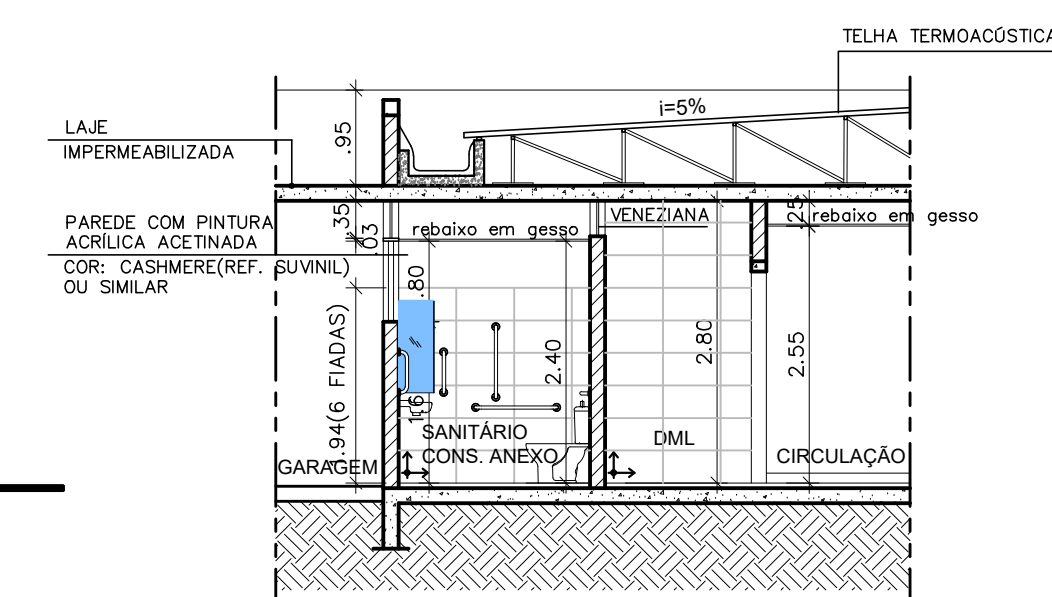 TELHA TERMOACÚSTICA
i=5%
LAJE
IMPERMEABILIZADA
.95
PAREDE COM PINTURA
ACRÍLICA ACETINADA
COR: CASHMERE(REF. SUVINIL)
OU SIMILAR
.35
.03
rebaixo em gesso
VENEZIANA
.25
rebaixo em gesso
.80
.94(6 FIADAS)
2.40
2.80
2.55
SANITÁRIO
CONS. ANEXO
DML
GARAGEM
CIRCULAÇÃO